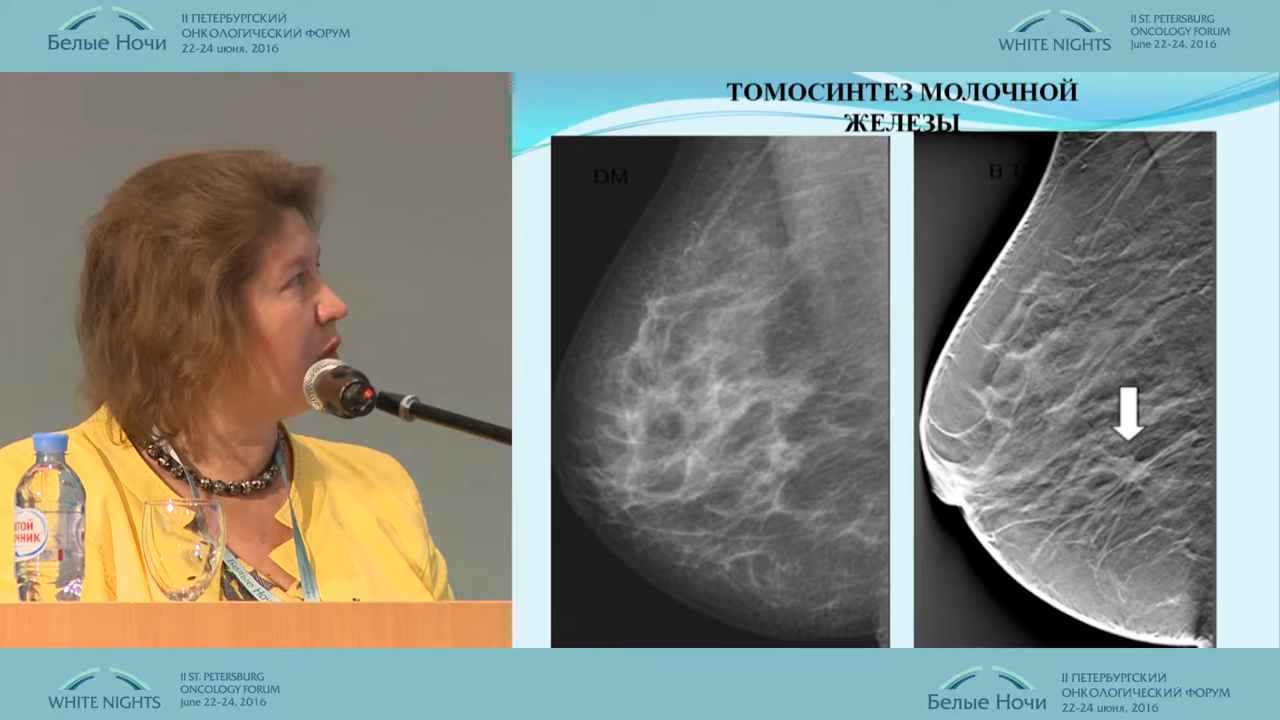 II ПЕТЕРБУРГСКИЙ
ОНКОЛОГИЧЕСКИЙ ФОРУМ
Белые Ночи
22-24 июня, 2016
II ST. PETERSBURG
ONCOLOGY FORUM
WHITE NIGHTS
June 22-24, 2016
ТОМОСИНТЕЗ МОЛОЧНОЙ
ЖЕЛЕЗЫ
DM
B T
Белые Ночи
II ST. PETERSBURG
ONCOLOGY FORUM
WHITE NIGHTS
June 22-24, 2016
II ПЕТЕРБУРГСКИЙ
ОНКОЛОГИЧЕСКИЙ ФОРУМ
Белые Ночи
22-24 июня, 2016